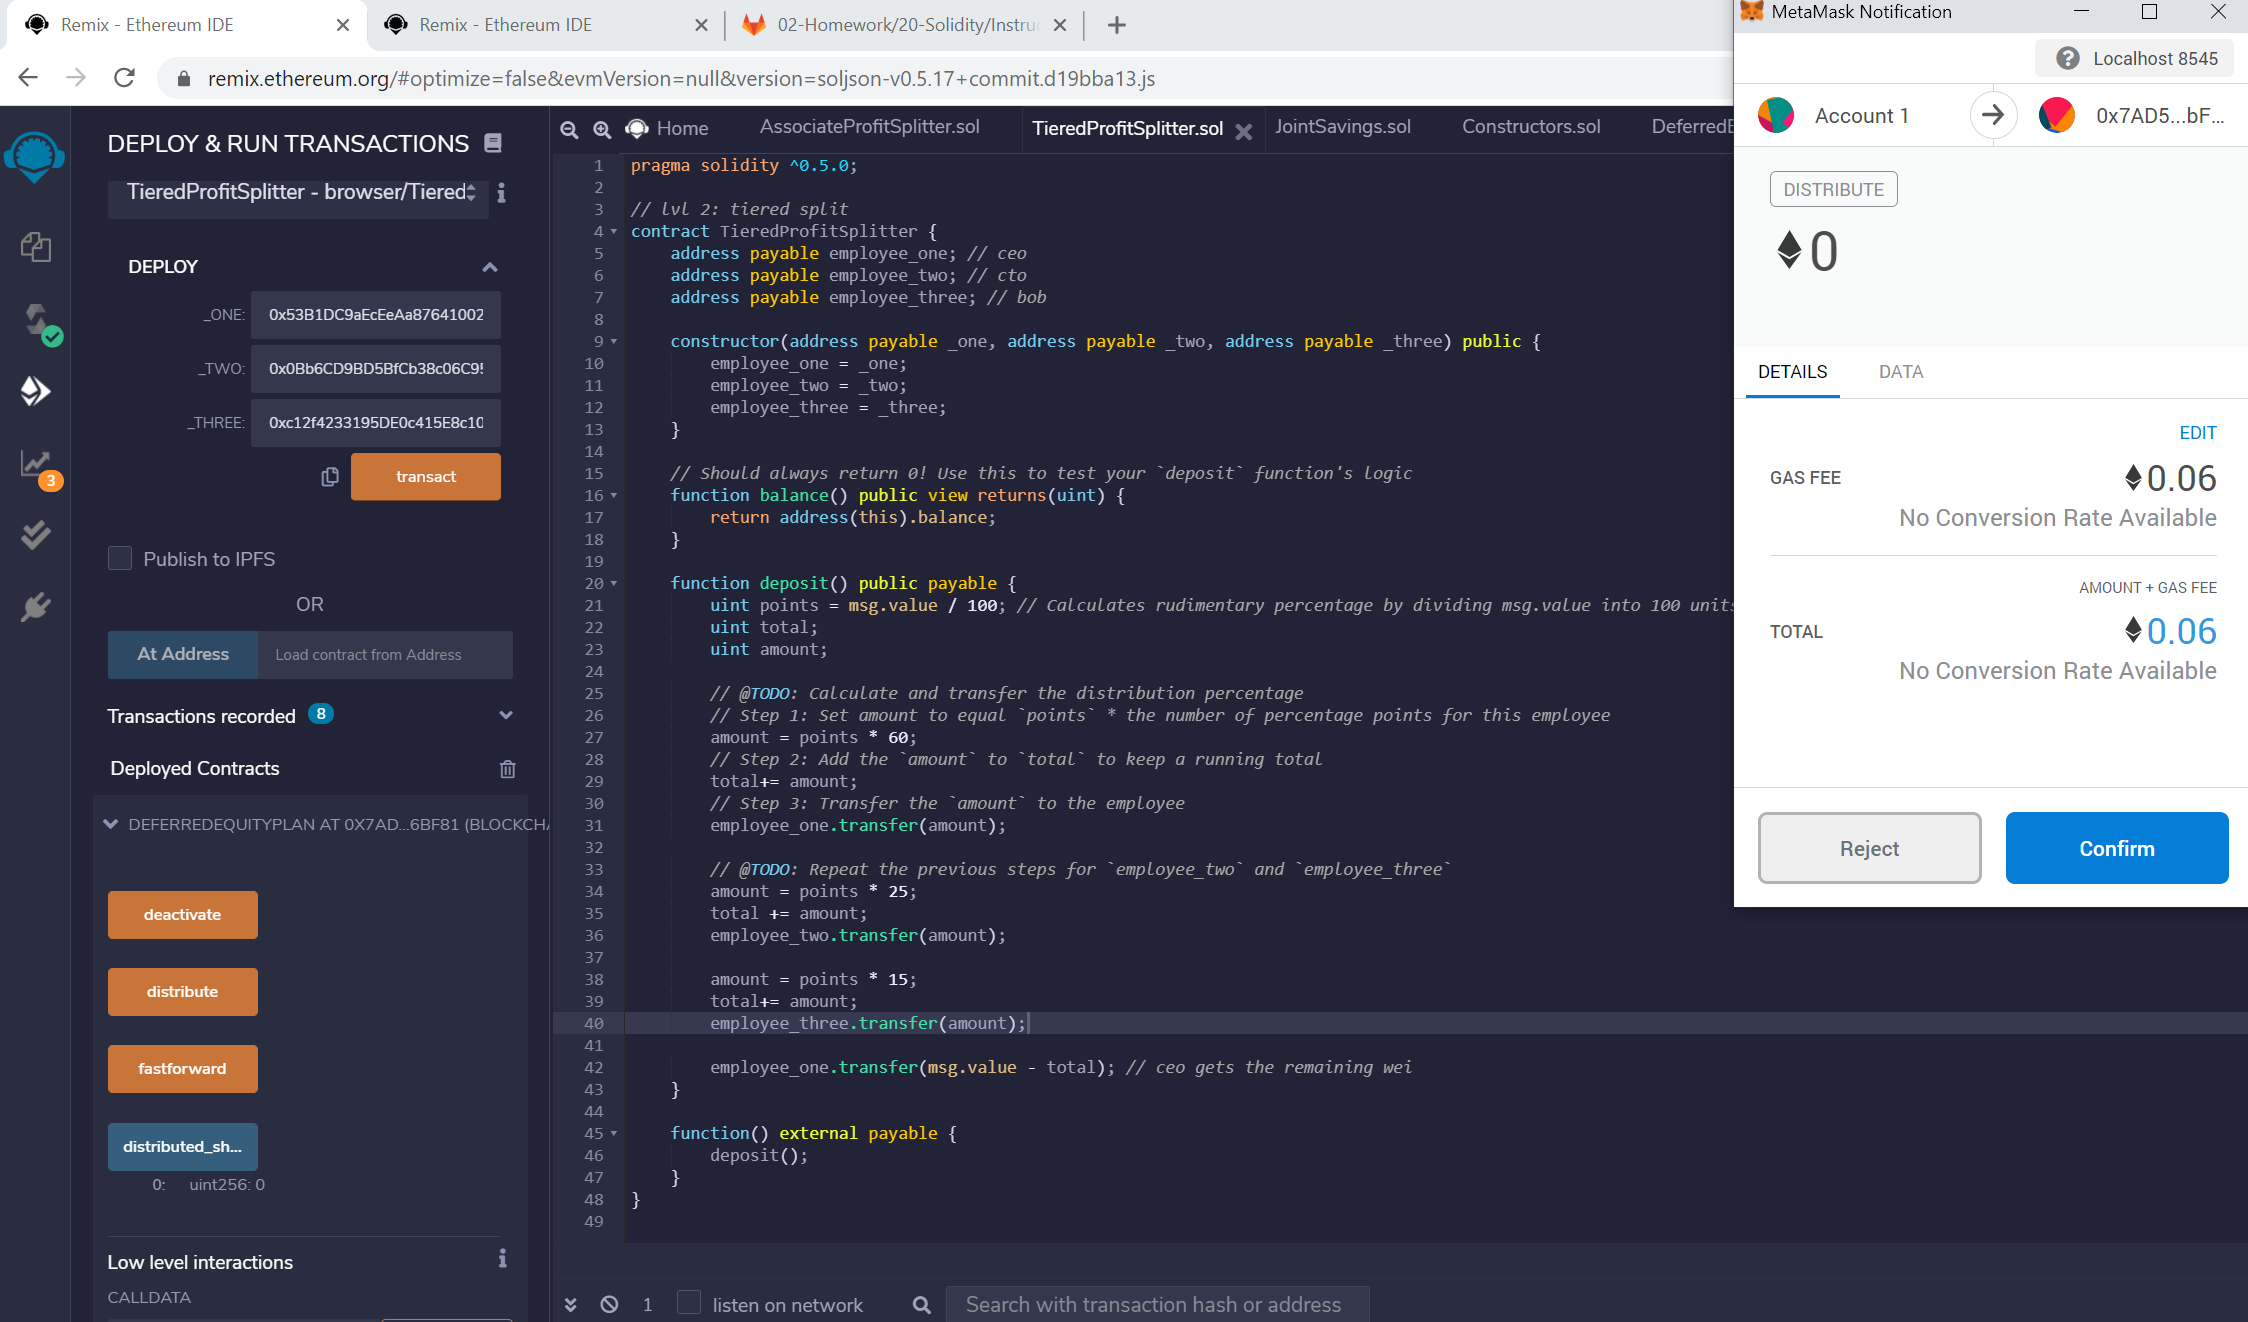 Remix - Ethereum IDE
Remix - Ethereum IDE
02-Homework/20-Solidity/Instru
remix.ethereum.org/#optimize=false&evmVersion=null&version=soljson-v0.5.17+commit.d19bba13.js
DEPLOY & RUN TRANSACTIONS
TieredProfitSplitter - browser/Tiered
DEPLOY
_ONE: 0x53B1DC9aEcEeAa87641002
_TWO: 0x0Bb6CD9BD5BfCb38c06C95
_THREE: 0xc12f4233195DE0c415E8c10
transact
Publish to IPFS
OR
At Address Load contract from Address
Transactions recorded 8
Deployed Contracts
DEFERREDEQUITYPLAN AT 0X7AD...6BF81 (BLOCKCHA
deactivate
distribute
fastforward
distributed_sh...
0: uint256: 0
Low level interactions
CALLDATA
3
Home AssociateProfitSplitter.sol TieredProfitSplitter.sol JointSavings.sol Constructors.sol DeferredE
1 pragma solidity ^0.5.0;
2
3 // lvl 2: tiered split
4 contract TieredProfitSplitter {
5 address payable employee_one; // ceo
6 address payable employee_two; // cto
7 address payable employee_three; // bob
8
9 constructor(address payable _one, address payable _two, address payable _three) public {
10 employee_one = _one;
11 employee_two = _two;
12 employee_three = _three;
13 }
14
15 // Should always return 0! Use this to test your `deposit` function's logic
16 function balance() public view returns(uint) {
17 return address(this).balance;
18 }
19
20 function deposit() public payable {
21 uint points = msg.value / 100; // Calculates rudimentary percentage by dividing msg.value into 100 units
22 uint total;
23 uint amount;
24
25 // @TODO: Calculate and transfer the distribution percentage
26 // Step 1: Set amount to equal `points` * the number of percentage points for this employee
27 amount = points * 60;
28 // Step 2: Add the `amount` to `total` to keep a running total
29 total+= amount;
30 // Step 3: Transfer the `amount` to the employee
31 employee_one.transfer(amount);
32
33 // @TODO: Repeat the previous steps for `employee_two` and `employee_three`
34 amount = points * 25;
35 total += amount;
36 employee_two.transfer(amount);
37
38 amount = points * 15;
39 total+= amount;
40 employee_three.transfer(amount);
41
42 employee_one.transfer(msg.value - total); // ceo gets the remaining wei
43 }
44
45 function() external payable {
46 deposit();
47 }
48 }
49
1 listen on network Search with transaction hash or address
MetaMask Notification
Localhost 8545
Account 1 0x7AD5...bF...
DISTRIBUTE
0
DETAILS DATA
EDIT
GAS FEE 0.06
No Conversion Rate Available
AMOUNT + GAS FEE
TOTAL 0.06
No Conversion Rate Available
Reject Confirm